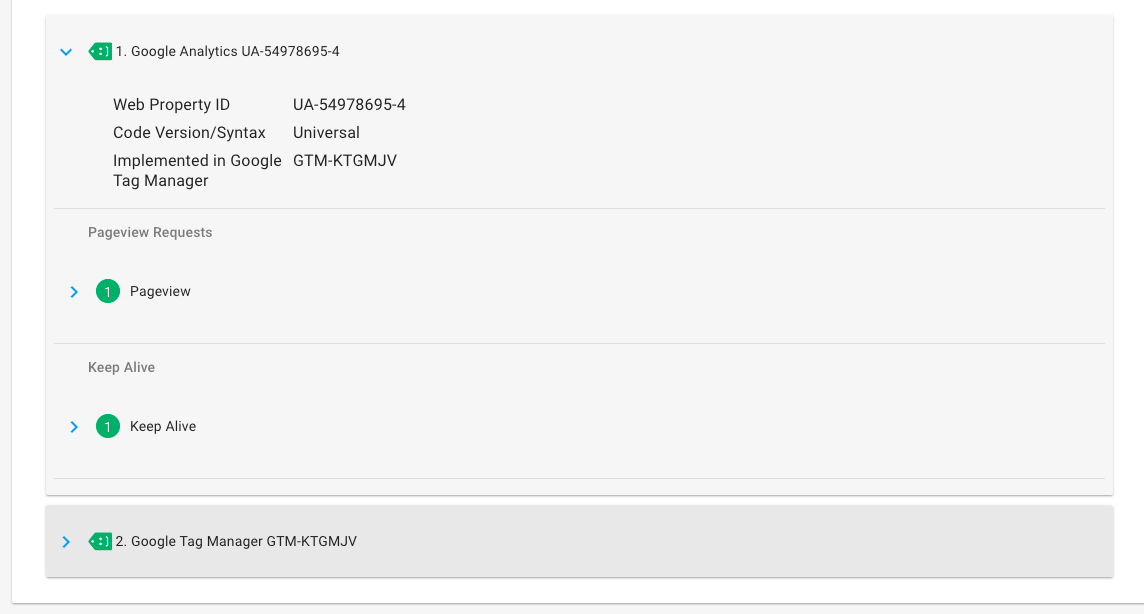 1. Google Analytics UA-54978695-4
Web Property ID UA-54978695-4
Code Version/Syntax Universal
Implemented in Google GTM-KTGMJV
Tag Manager
Pageview Requests
1 Pageview
Keep Alive
1 Keep Alive
2. Google Tag Manager GTM-KTGMJV